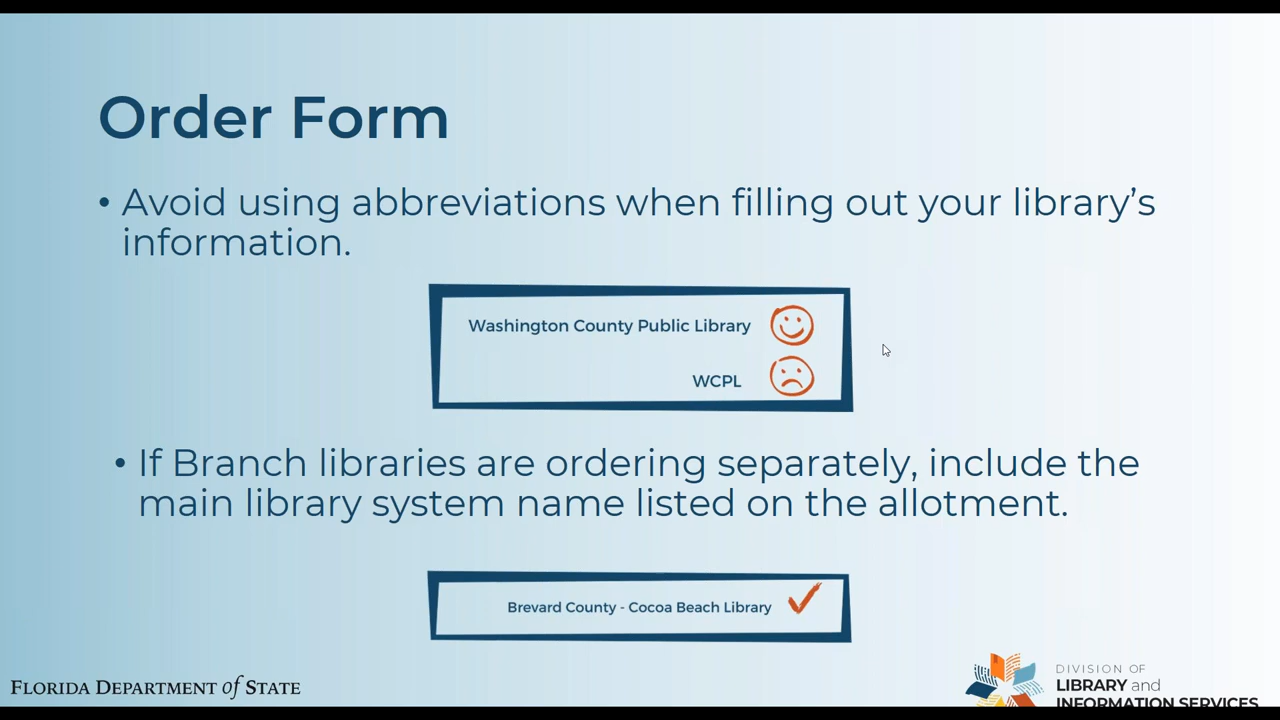 Order Form
• Avoid using abbreviations when filling out your library’s
information.
Washington County Public Library
WCPL
• If Branch libraries are ordering separately, include the
main library system name listed on the allotment.
Brevard County - Cocoa Beach Library
FLORIDA DEPARTMENT of STATE
DIVISION OF
LIBRARY and
INFORMATION SERVICES